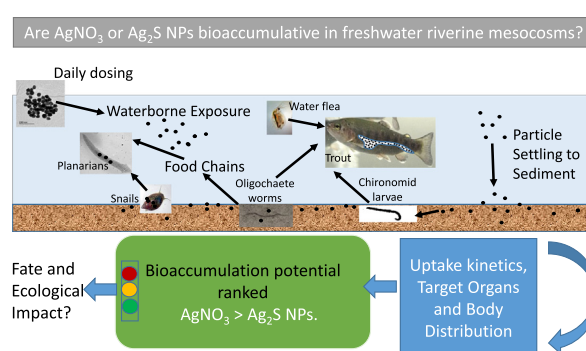 Are AgNO3 or Ag2S NPs bioaccumulative in freshwater riverine mesocosms?
Daily dosing
Waterborne Exposure
Water flea
Particle
Settling to
Sediment
Planarians
Food Chains
Trout
Snails
Oligochaete
worms
Chironomid
larvae
Fate and
Ecological
Impact?
Bioaccumulation potential
ranked
AgNO3 > Ag2S NPs.
Uptake kinetics,
Target Organs
and Body
Distribution